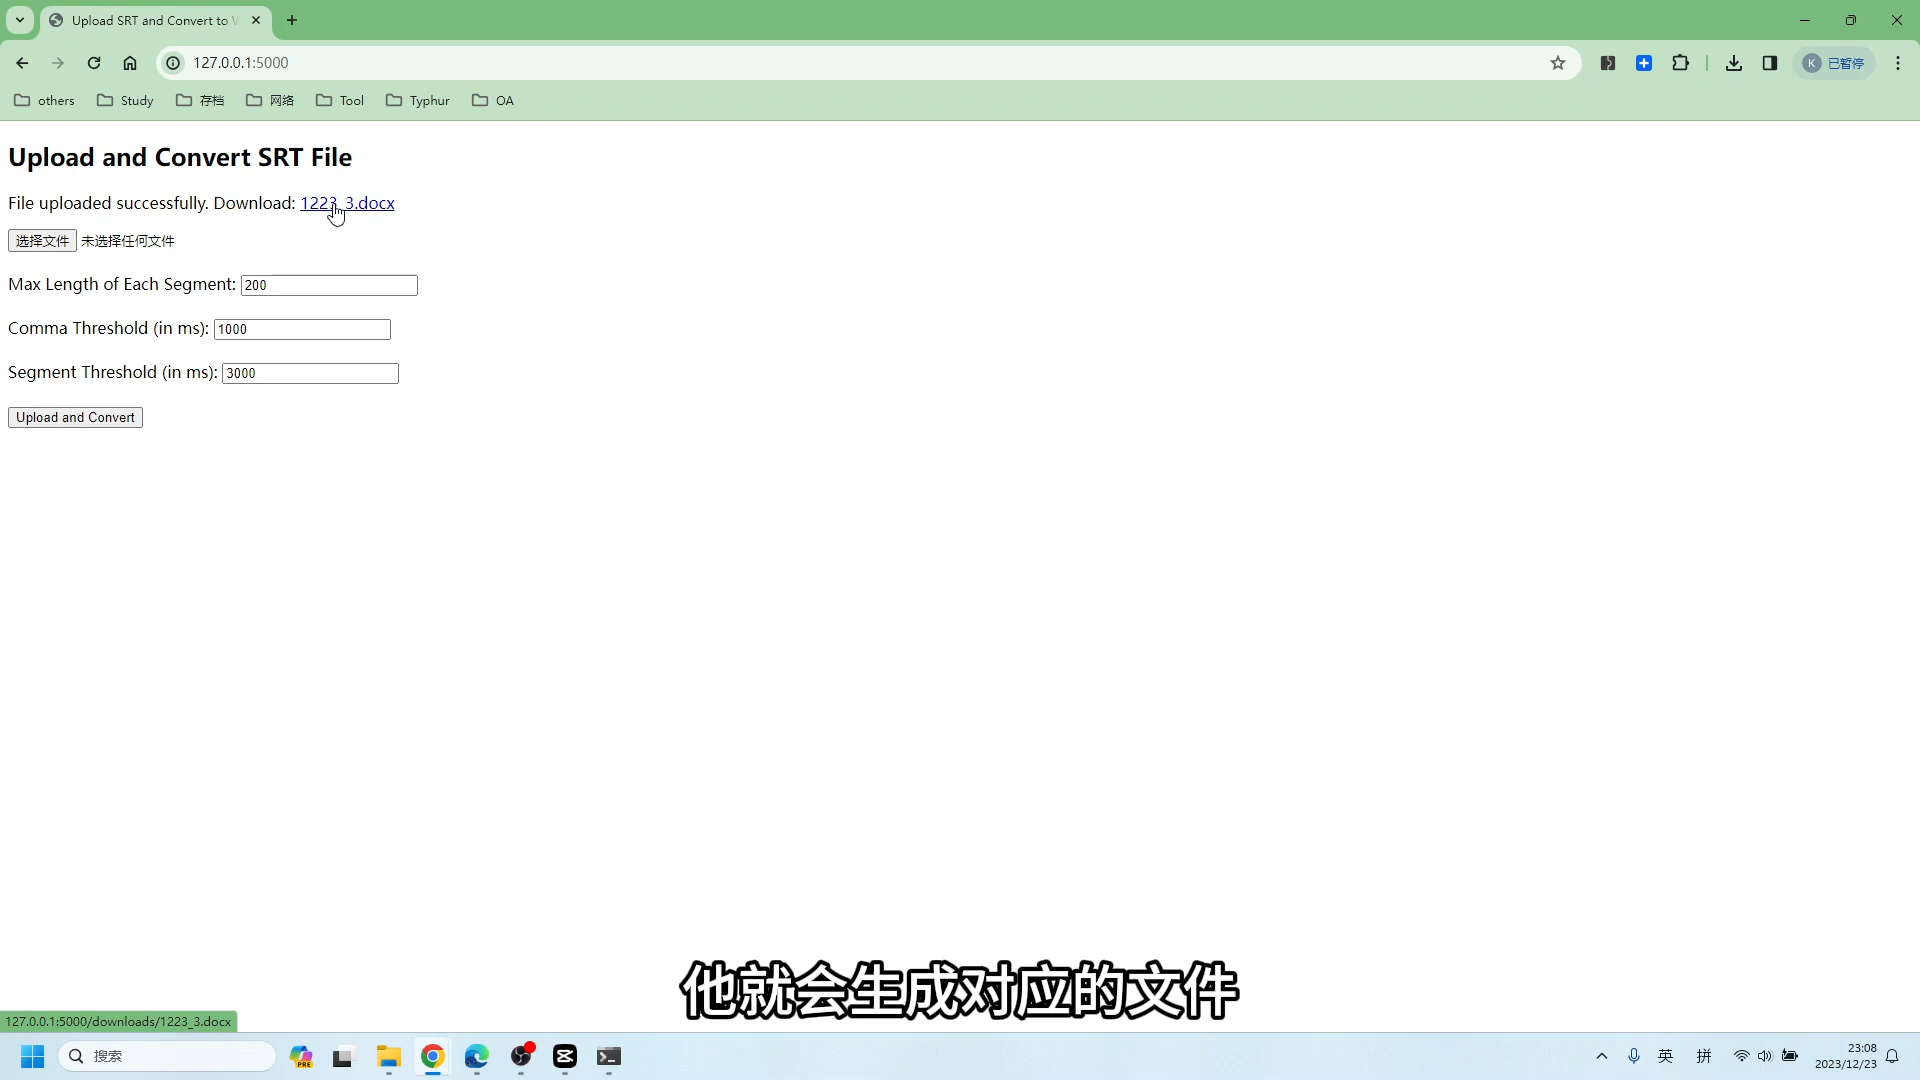 Upload SRT and Convert to W
127.0.0.1:5000
K 已暂停
others Study 存档 网络 Tool Typhur OA
Upload and Convert SRT File
File uploaded successfully. Download: 1223_3.docx
选择文件 未选择任何文件
Max Length of Each Segment: 200
Comma Threshold (in ms): 1000
Segment Threshold (in ms): 3000
Upload and Convert
他就会生成对应的文件
127.0.0.1:5000/downloads/1223_3.docx
搜索
PRE
英 拼
23:08
2023/12/23